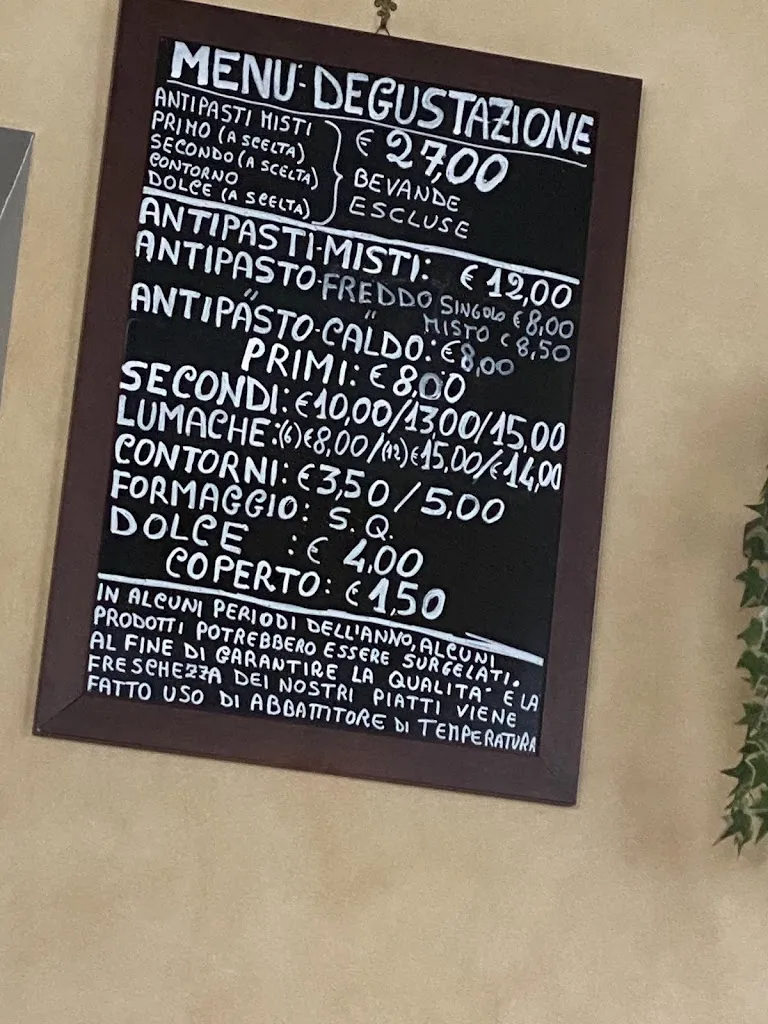 MENU DEGUSTAZIONE
ANTIPASTI MISTI
PRIMO (A SCELTA)
SECONDO (A SCELTA)
CONTORNO
DOLCE (A SCELTA)
€ 27,00
BEVANDE
ESCLUSE
ANTIPASTI MISTI: € 12,00
ANTIPASTO FREDDO SINGOLO € 8,00
MISTO € 8,50
ANTIPASTO CALDO: € 8,00
PRIMI: € 8,00
SECONDI: € 10,00/13,00/15,00
LUMACHE: (6) € 8,00/(12) € 15,00/€ 14,00
CONTORNI: € 3,50/5,00
FORMAGGIO: S. Q.
DOLCE : € 4,00
COPERTO: € 1,50
IN ALCUNI PERIODI DELL'ANNO, ALCUNI
PRODOTTI POTREBBERO ESSERE SURGELATI.
AL FINE DI GARANTIRE LA QUALITA' E LA
FRESCHEZZA DEI NOSTRI PIATTI VIENE
FATTO USO DI ABBATTITORE DI TEMPERATURA